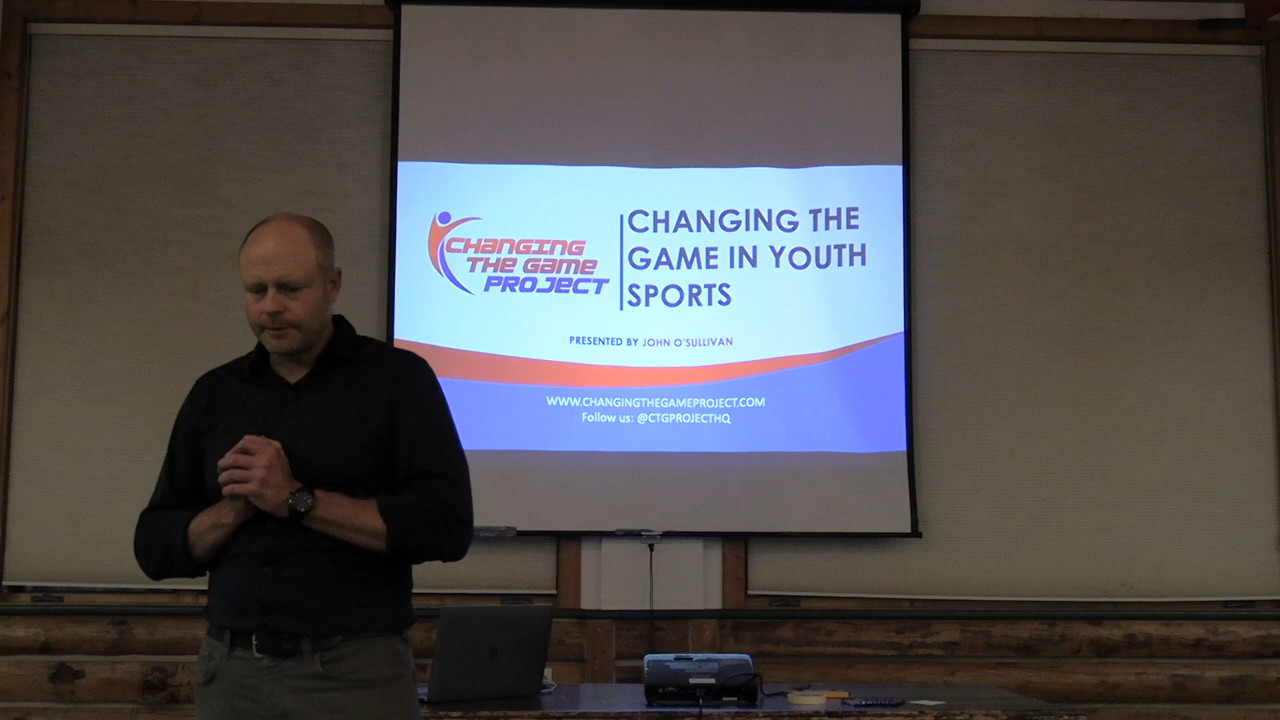 CHANGING
THE GAME
PROJECT
CHANGING THE
GAME IN YOUTH
SPORTS
PRESENTED BY JOHN O'SULLIVAN
WWW.CHANGINGTHEGAMEPROJECT.COM
Follow us: @CTGPROJECTHQ